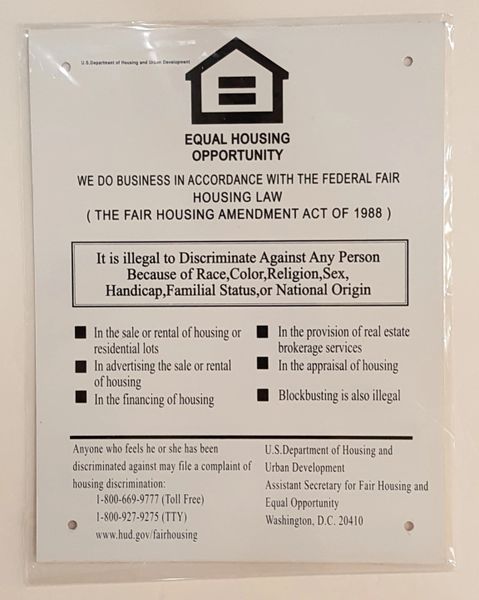 U.S.Department of Housing and Urban Development
EQUAL HOUSING
OPPORTUNITY
WE DO BUSINESS IN ACCORDANCE WITH THE FEDERAL FAIR
HOUSING LAW
( THE FAIR HOUSING AMENDMENT ACT OF 1988 )
It is illegal to Discriminate Against Any Person
Because of Race,Color,Religion,Sex,
Handicap,Familial Status,or National Origin
In the sale or rental of housing or
residential lots
In advertising the sale or rental
of housing
In the financing of housing
In the provision of real estate
brokerage services
In the appraisal of housing
Blockbusting is also illegal
Anyone who feels he or she has been
discriminated against may file a complaint of
housing discrimination:
1-800-669-9777 (Toll Free)
1-800-927-9275 (TTY)
www.hud.gov/fairhousing
U.S.Department of Housing and
Urban Development
Assistant Secretary for Fair Housing and
Equal Opportunity
Washington, D.C. 20410